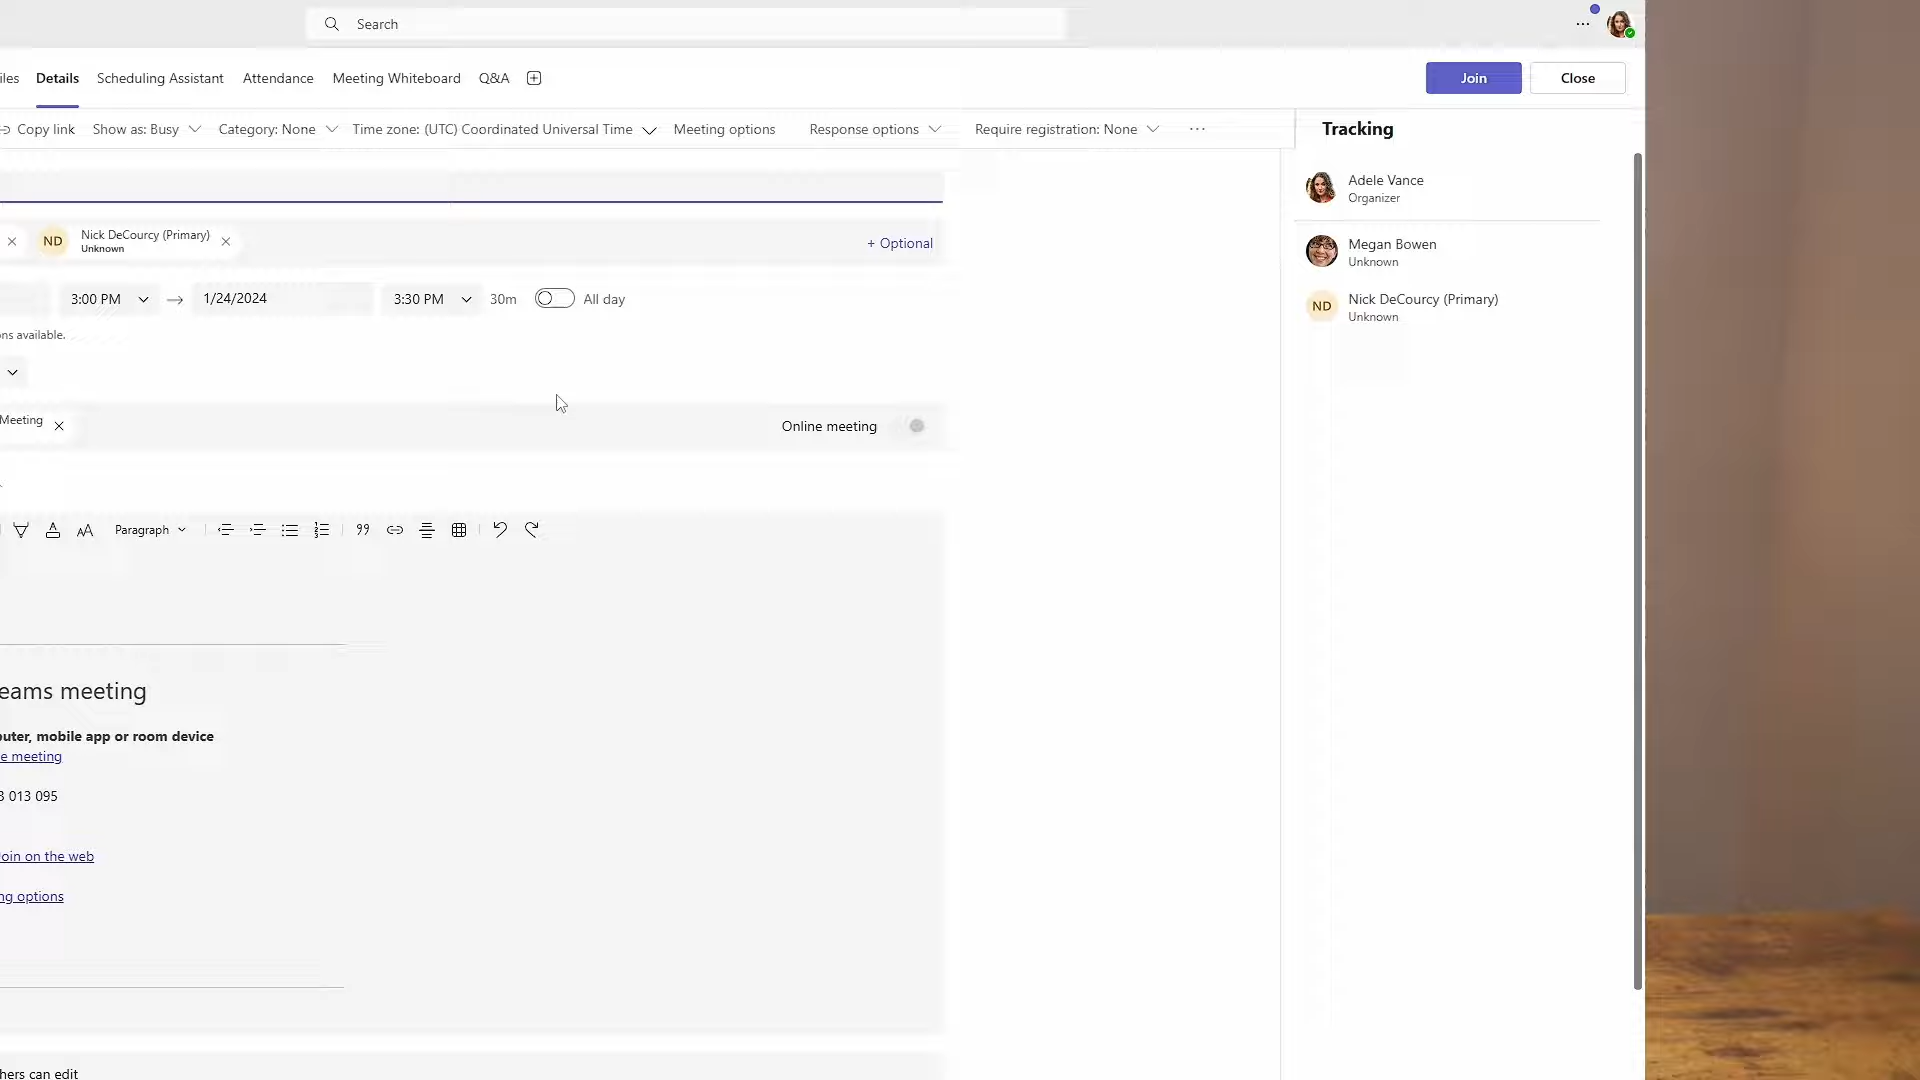 Search
iles Details Scheduling Assistant Attendance Meeting Whiteboard Q&A Join Close
Copy link Show as: Busy Category: None Time zone: (UTC) Coordinated Universal Time Meeting options Response options Require registration: None ...
Tracking
Adele Vance
Organizer
ND Nick DeCourcy (Primary)
Unknown
+ Optional
Megan Bowen
Unknown
3:00 PM → 1/24/2024 3:30 PM 30m All day
ND Nick DeCourcy (Primary)
Unknown
ns available.
Meeting
Online meeting
Paragraph
eams meeting
uter, mobile app or room device
e meeting
3 013 095
oin on the web
ng options
hers can edit